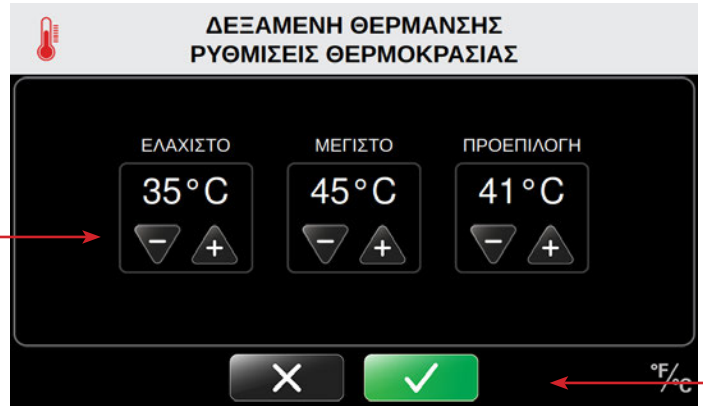 ΔΕΞΑΜΕΝΗ ΘΕΡΜΑΝΣΗΣ
ΡΥΘΜΙΣΕΙΣ ΘΕΡΜΟΚΡΑΣΙΑΣ
ΕΛΑΧΙΣΤΟ ΜΕΓΙΣΤΟ ΠΡΟΕΠΙΛΟΓΗ
35°C 45°C 41°C
− + − + − +
°F/°C